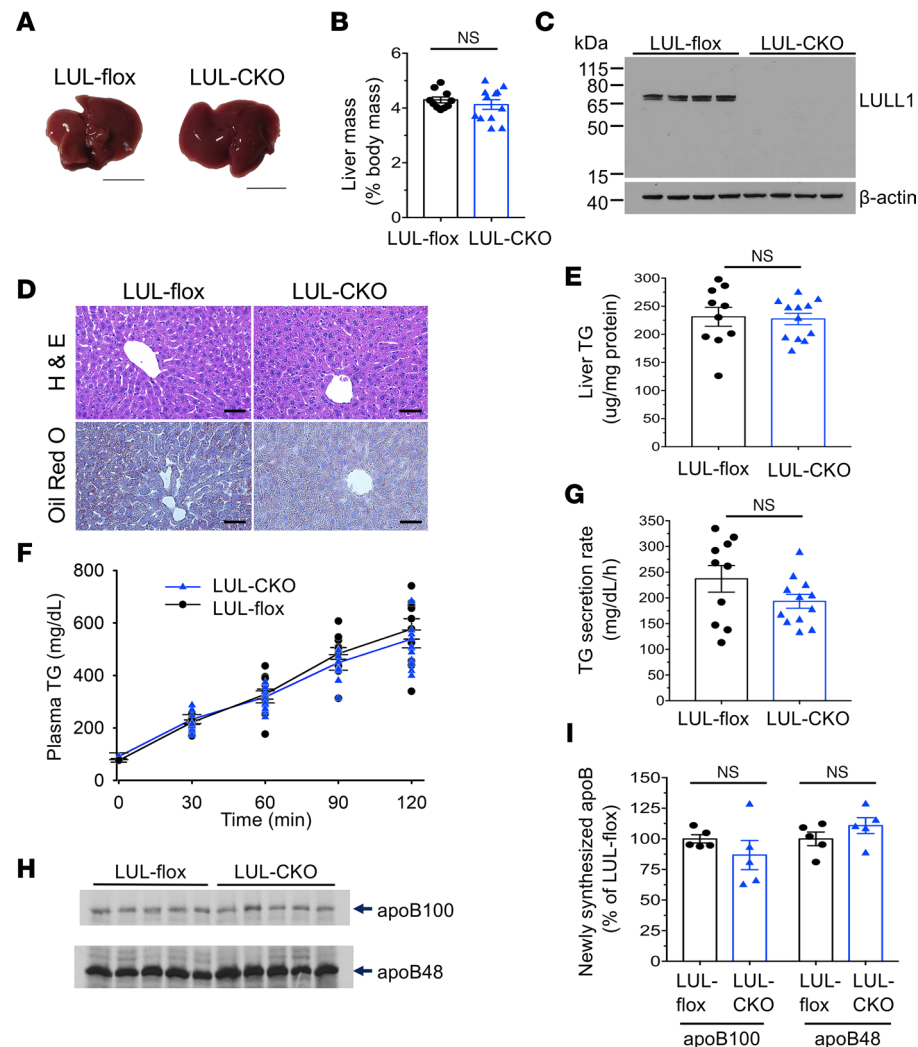 A
LUL-flox
LUL-CKO
B
NS
6
4
2
0
Liver mass
(% body mass)
LUL-flox
LUL-CKO
C
kDa
LUL-flox
LUL-CKO
115
80
65
50
15
40
LULL1
β-actin
D
LUL-flox
LUL-CKO
H & E
Oil Red O
E
NS
300
250
200
150
100
50
0
Liver TG
(ug/mg protein)
LUL-flox
LUL-CKO
F
800
600
400
200
0
Plasma TG (mg/dL)
LUL-CKO
LUL-flox
0
30
60
90
120
Time (min)
G
NS
350
300
250
200
150
100
50
0
TG secretion rate
(mg/dL/h)
LUL-flox
LUL-CKO
H
LUL-flox
LUL-CKO
apoB100
apoB48
I
NS
NS
150
125
100
75
50
25
0
Newly synthesized apoB
(% of LUL-flox)
LUL-
flox
LUL-
CKO
LUL-
flox
LUL-
CKO
apoB100
apoB48